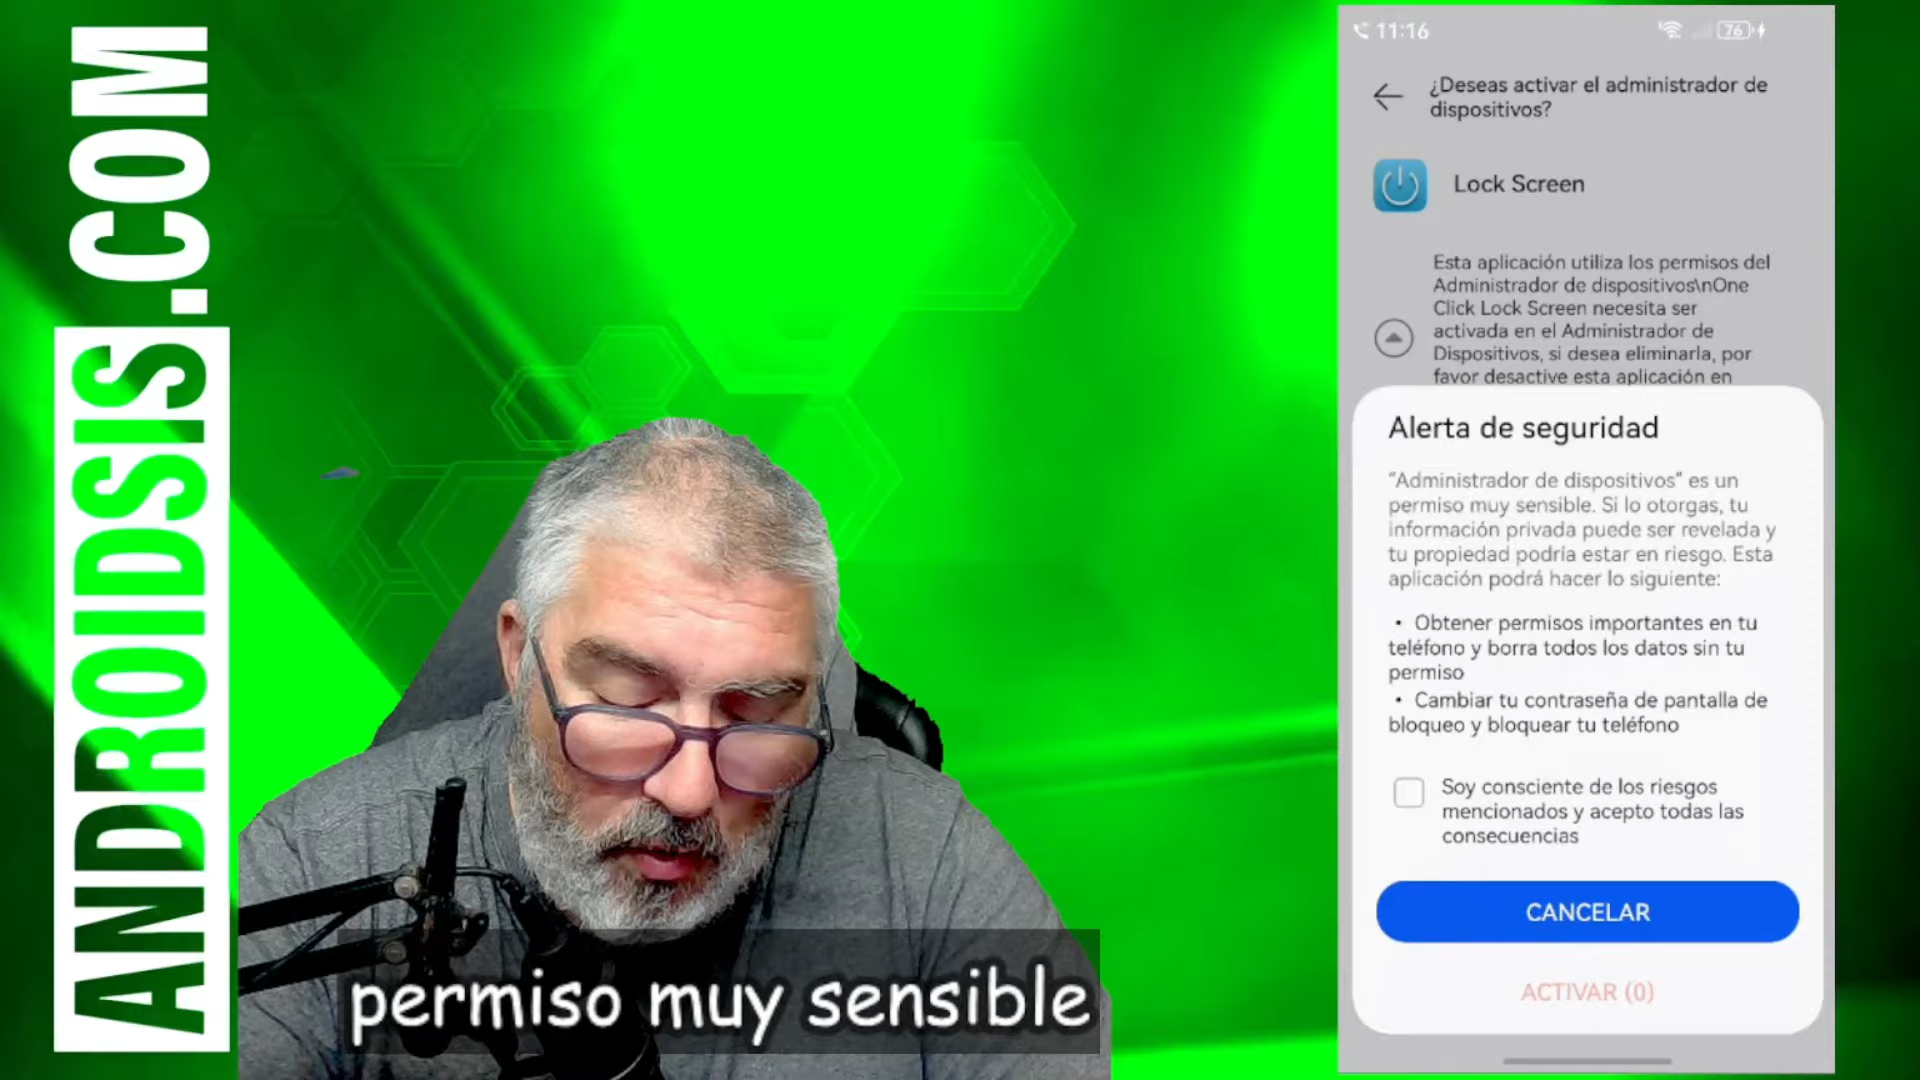 ANDROIDSIS.COM
11:16
76
¿Deseas activar el administrador de
dispositivos?
Lock Screen
Esta aplicación utiliza los permisos del
Administrador de dispositivos\nOne
Click Lock Screen necesita ser
activada en el Administrador de
Dispositivos, si desea eliminarla, por
favor desactive esta aplicación en
Alerta de seguridad
“Administrador de dispositivos” es un
permiso muy sensible. Si lo otorgas, tu
información privada puede ser revelada y
tu propiedad podría estar en riesgo. Esta
aplicación podrá hacer lo siguiente:
• Obtener permisos importantes en tu
teléfono y borra todos los datos sin tu
permiso
• Cambiar tu contraseña de pantalla de
bloqueo y bloquear tu teléfono
Soy consciente de los riesgos
mencionados y acepto todas las
consecuencias
CANCELAR
ACTIVAR (0)
permiso muy sensible